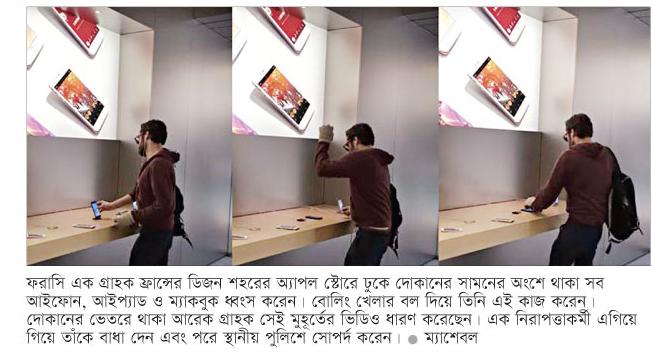 ফরাসি এক গ্রাহক ফ্রান্সের ডিজন শহরের অ্যাপল স্টোরে ঢুকে দোকানের সামনের অংশে থাকা সব
আইফোন, আইপ্যাড ও ম্যাকবুক ধ্বংস করেন। বোলিং খেলার বল দিয়ে তিনি এই কাজ করেন।
দোকানের ভেতরে থাকা আরেক গ্রাহক সেই মুহূর্তের ভিডিও ধারণ করেছেন। এক নিরাপত্তাকর্মী এগিয়ে
গিয়ে তাঁকে বাধা দেন এবং পরে স্থানীয় পুলিশে সোপর্দ করেন। ● ম্যাশেবল